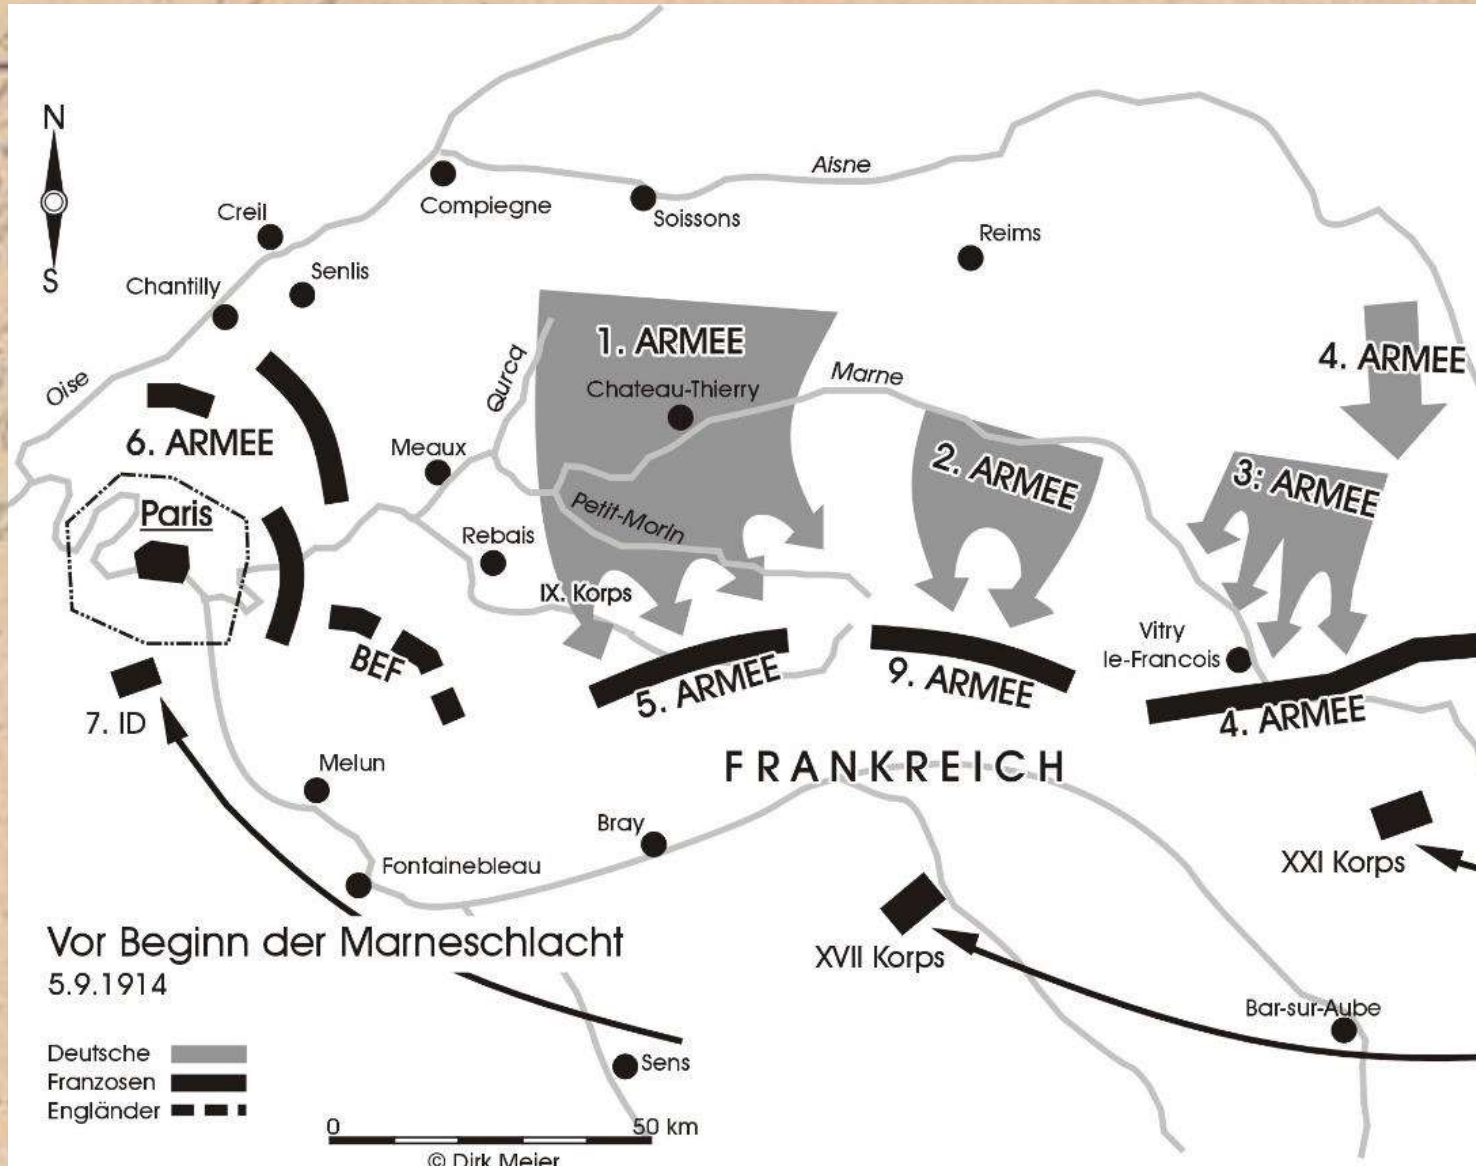 N
S
Aisne
Compiegne
Soissons
Creil
Reims
Senlis
Chantilly
1. ARMEE
4. ARMEE
Oise
Qurcq
Chateau-Thierry
Marne
6. ARMEE
Meaux
2. ARMEE
3: ARMEE
Paris
Petit-Morin
Rebais
IX. Korps
Vitry
le-Francois
BEF
5. ARMEE
9. ARMEE
4. ARMEE
7. ID
FRANKREICH
Melun
Bray
Fontainebleau
XXI Korps
XVII Korps
Vor Beginn der Marneschlacht
5.9.1914
Bar-sur-Aube
Deutsche
Franzosen
Engländer
Sens
0 50 km
© Dirk Meier